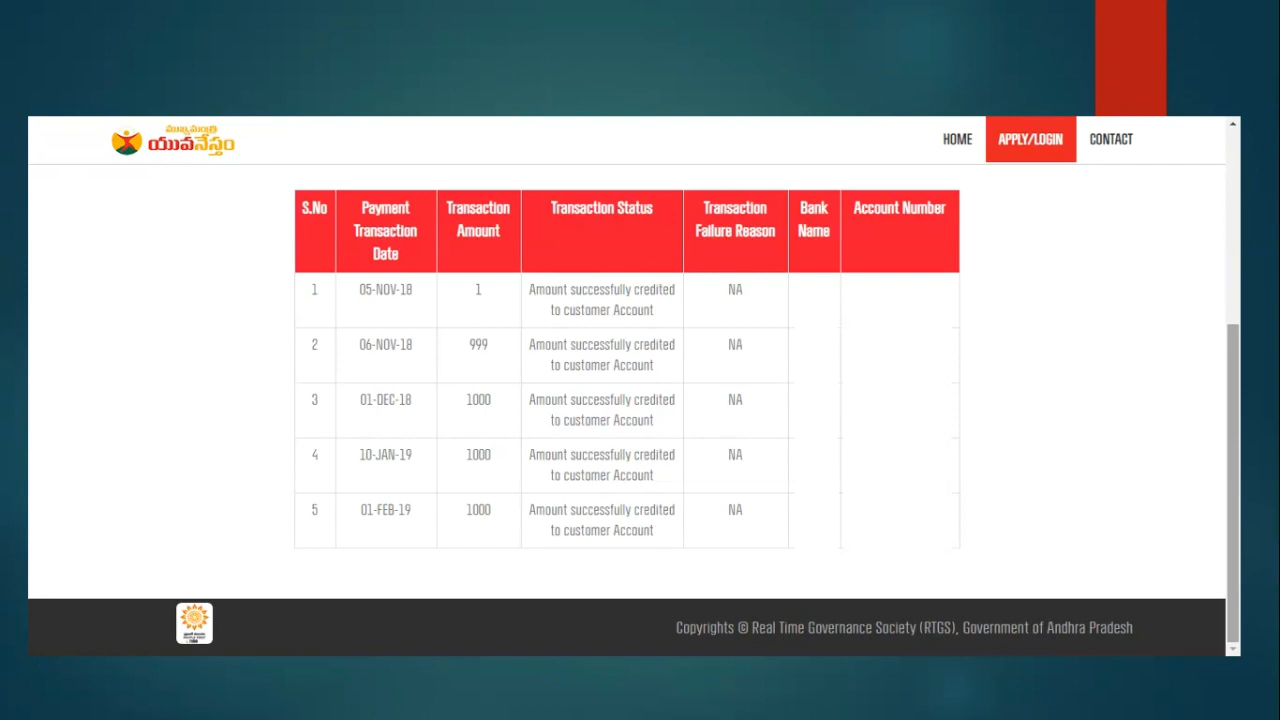 ముఖ్యమంత్రి
యువనేస్తం
HOME APPLY/LOGIN CONTACT
S.No Payment Transaction Date Transaction Amount Transaction Status Transaction Failure Reason Bank Name Account Number
1 05-NOV-18 1 Amount successfully credited to customer Account NA
2 06-NOV-18 999 Amount successfully credited to customer Account NA
3 01-DEC-18 1000 Amount successfully credited to customer Account NA
4 10-JAN-19 1000 Amount successfully credited to customer Account NA
5 01-FEB-19 1000 Amount successfully credited to customer Account NA
Copyrights © Real Time Governance Society (RTGS), Government of Andhra Pradesh